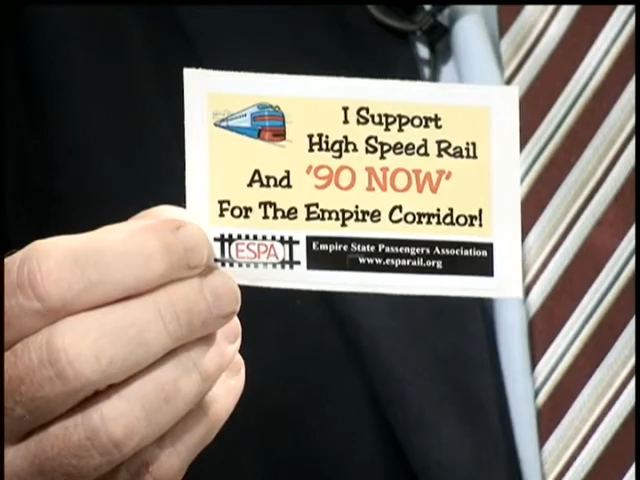 I Support
High Speed Rail
And '90 NOW'
For The Empire Corridor!
ESPA
Empire State Passengers Association
www.esparail.org